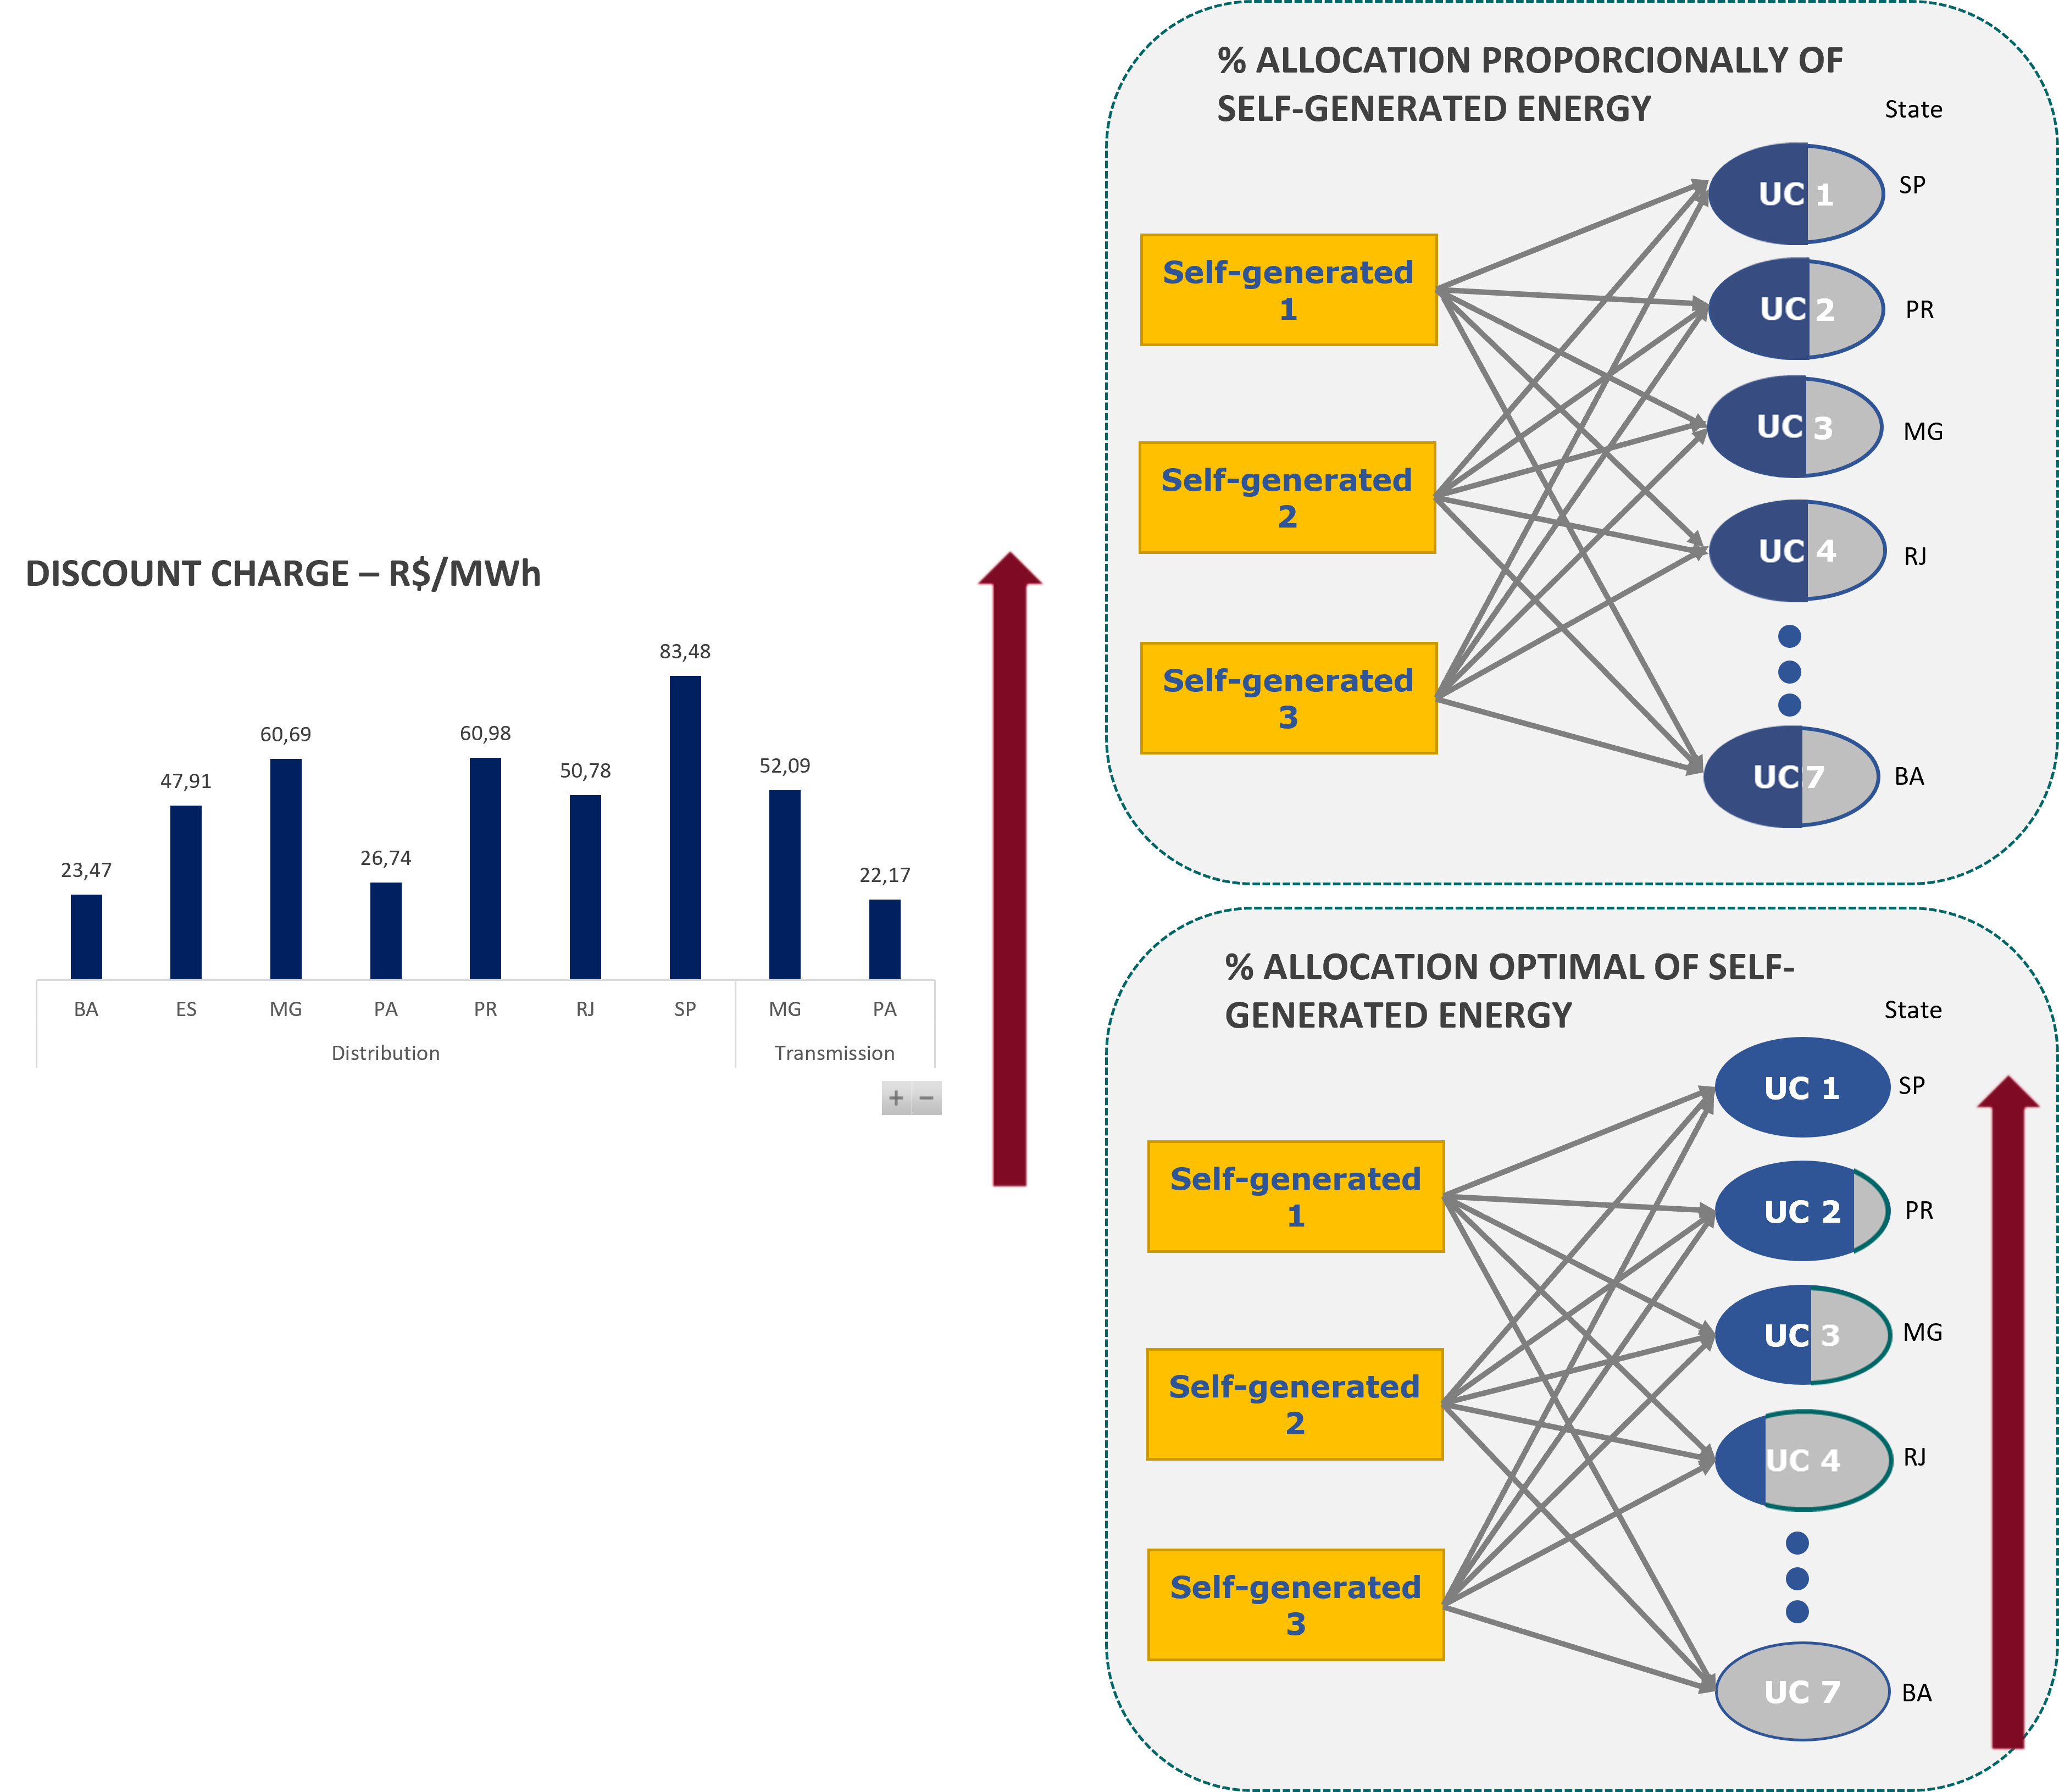 % ALLOCATION PROPORCIONALLY OF
SELF-GENERATED ENERGY
State
UC 1
SP
Self-generated
1
UC 2
PR
UC 3
MG
Self-generated
2
UC 4
RJ
Self-generated
3
UC 7
BA
DISCOUNT CHARGE – R$/MWh
83,48
60,69
60,98
52,09
50,78
47,91
26,74
23,47
22,17
BA ES MG PA PR RJ SP MG PA
Distribution Transmission
+ −
% ALLOCATION OPTIMAL OF SELF-
GENERATED ENERGY
State
UC 1
SP
Self-generated
1
UC 2
PR
UC 3
MG
Self-generated
2
UC 4
RJ
Self-generated
3
UC 7
BA